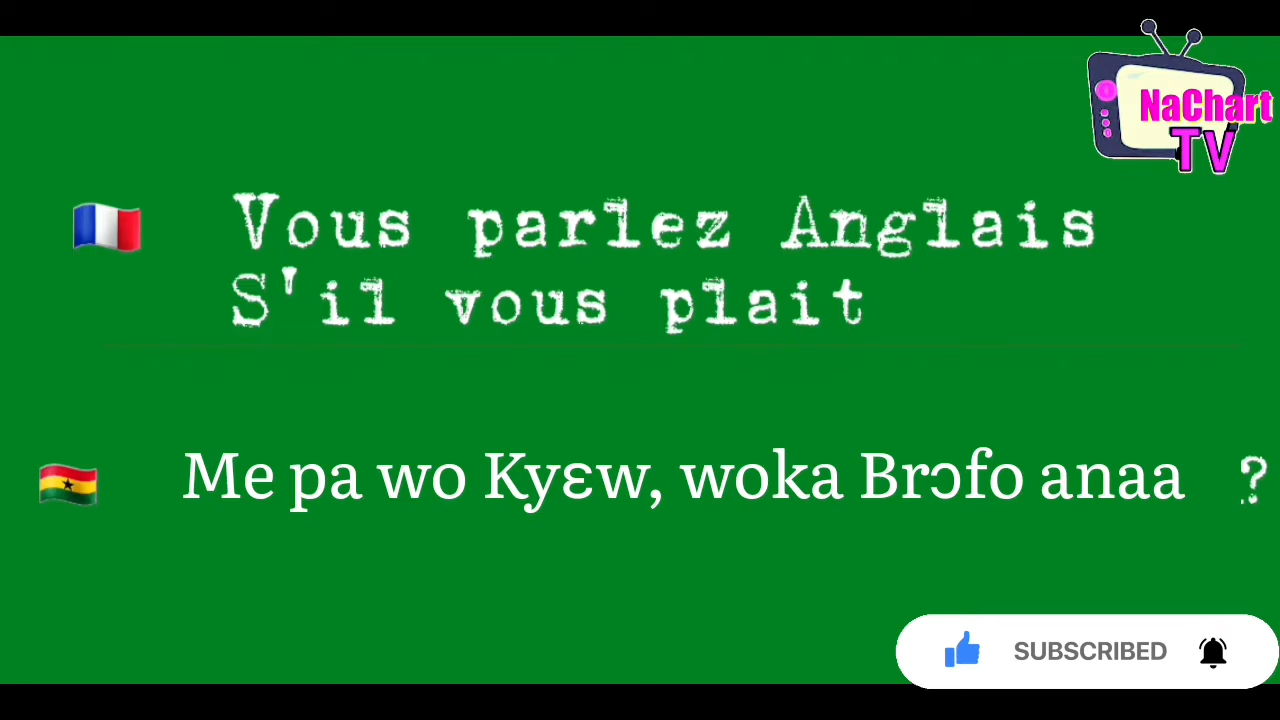 NaChart
TV
Vous parlez Anglais
S'il vous plait
Me pa wo Kyɛw, woka Brɔfo anaa ?
SUBSCRIBED